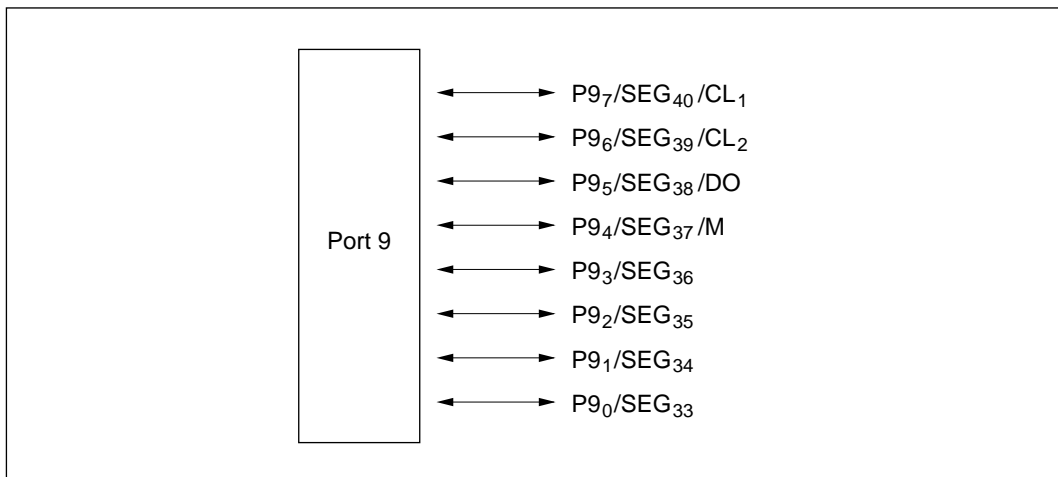 Port 9
P9₇/SEG₄₀/CL₁
P9₆/SEG₃₉/CL₂
P9₅/SEG₃₈/DO
P9₄/SEG₃₇/M
P9₃/SEG₃₆
P9₂/SEG₃₅
P9₁/SEG₃₄
P9₀/SEG₃₃